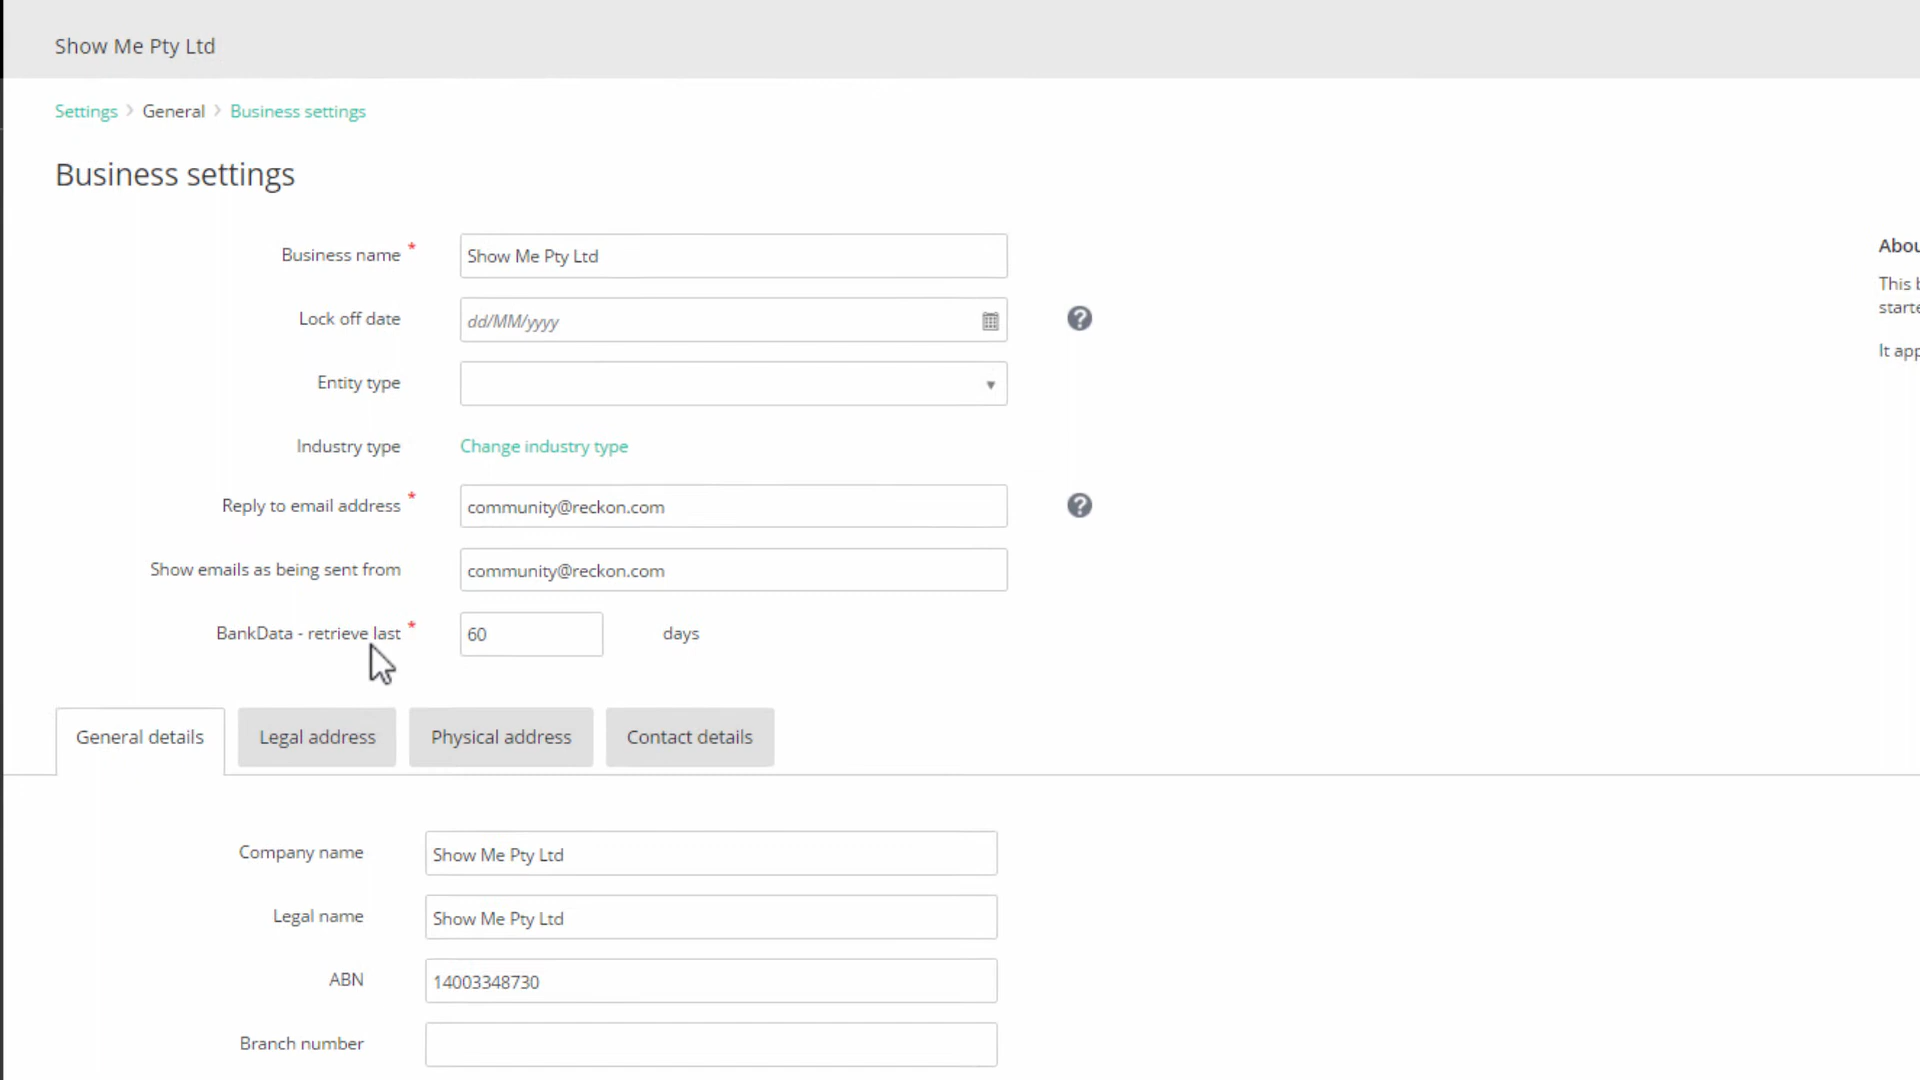 Show Me Pty Ltd
Settings > General > Business settings
Business settings
Business name *
Show Me Pty Ltd
Lock off date
dd/MM/yyyy
?
Entity type
Industry type
Change industry type
Reply to email address *
community@reckon.com
?
Show emails as being sent from
community@reckon.com
BankData - retrieve last *
60
days
General details
Legal address
Physical address
Contact details
Company name
Show Me Pty Ltd
Legal name
Show Me Pty Ltd
ABN
14003348730
Branch number
This
It